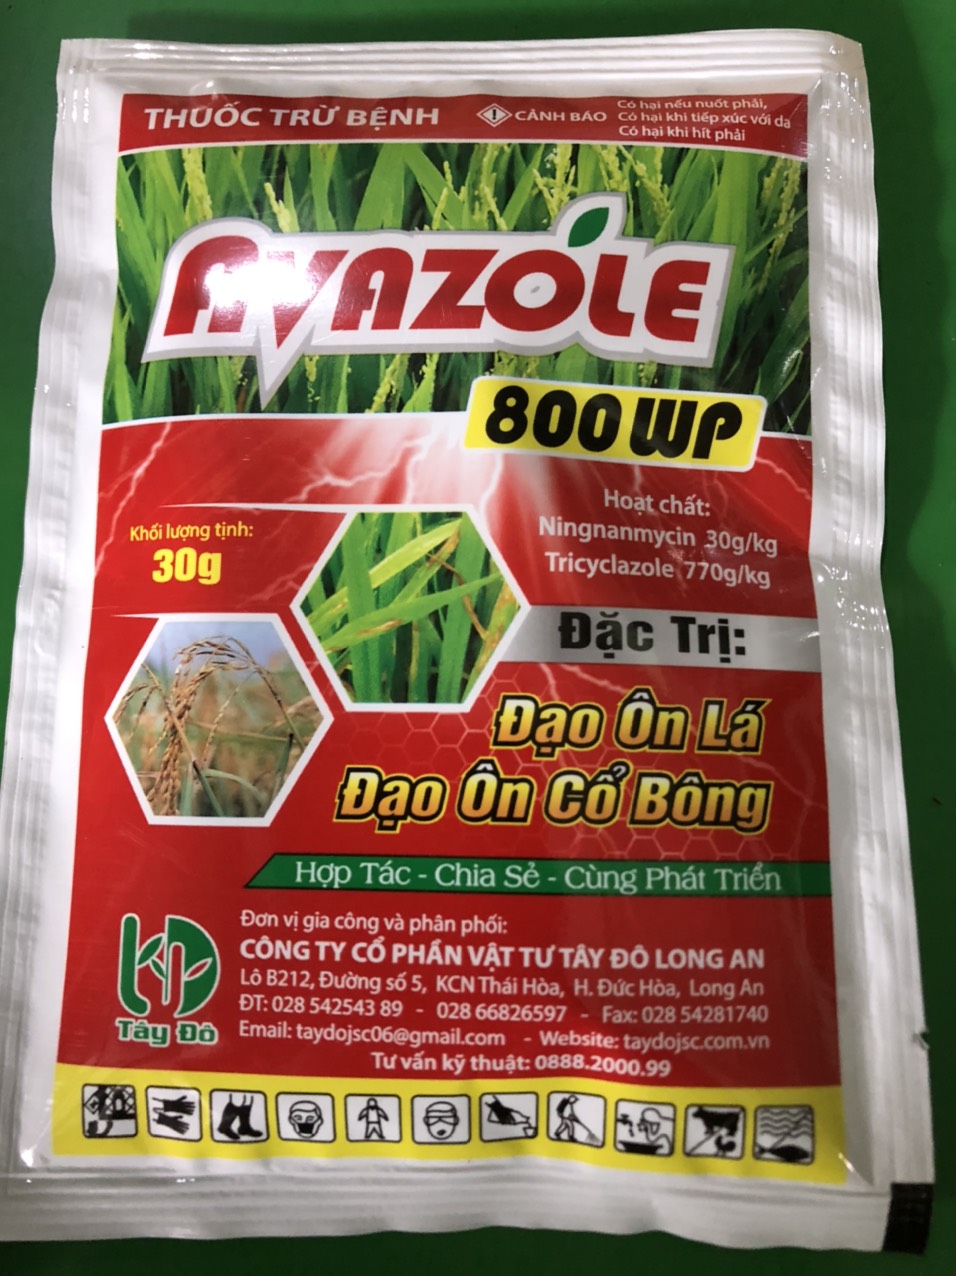 THUỐC TRỪ BỆNH
CẢNH BÁO
Có hại nếu nuốt phải,
Có hại khi tiếp xúc với da
Có hại khi hít phải
AVAZOLE
800WP
Hoạt chất:
Ningnanmycin 30g/kg
Tricyclazole 770g/kg
Khối lượng tịnh:
30g
Đặc Trị:
Đạo Ôn Lá
Đạo Ôn Cổ Bông
Hợp Tác - Chia Sẻ - Cùng Phát Triển
Đơn vị gia công và phân phối:
CÔNG TY CỔ PHẦN VẬT TƯ TÂY ĐÔ LONG AN
Lô B212, Đường số 5, KCN Thái Hòa, H. Đức Hòa, Long An
ĐT: 028 542543 89 - 028 66826597 - Fax: 028 54281740
Email: taydojsc06@gmail.com - Website: taydojsc.com.vn
Tư vấn kỹ thuật: 0888.2000.99
Tây Đô